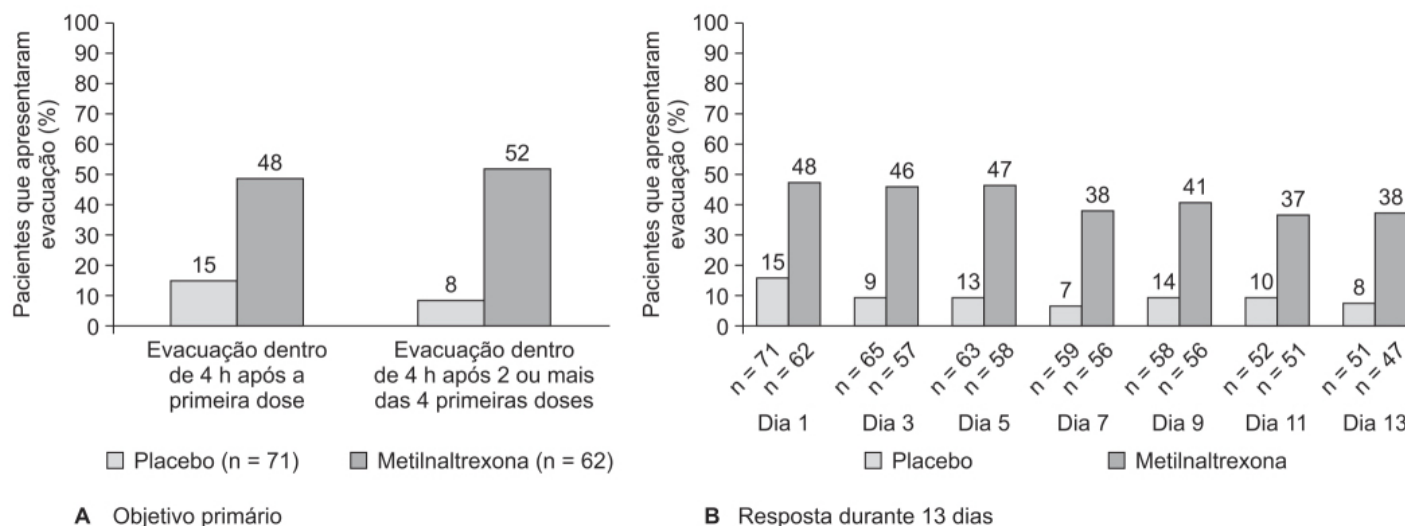 Pacientes que apresentaram
evacuação (%)
100
90
80
70
60
50
40
30
20
10
0
15
48
8
52
Evacuação dentro
de 4 h após a
primeira dose
Evacuação dentro
de 4 h após 2 ou mais
das 4 primeiras doses
Placebo (n = 71)
Metilnaltrexona (n = 62)
A Objetivo primário
Pacientes que apresentaram
evacuação (%)
100
90
80
70
60
50
40
30
20
10
0
15
48
9
46
13
47
7
38
14
41
10
37
8
38
n = 71
n = 62
n = 65
n = 57
n = 63
n = 58
n = 59
n = 56
n = 58
n = 56
n = 52
n = 51
n = 51
n = 47
Dia 1
Dia 3
Dia 5
Dia 7
Dia 9
Dia 11
Dia 13
Placebo
Metilnaltrexona
B Resposta durante 13 dias